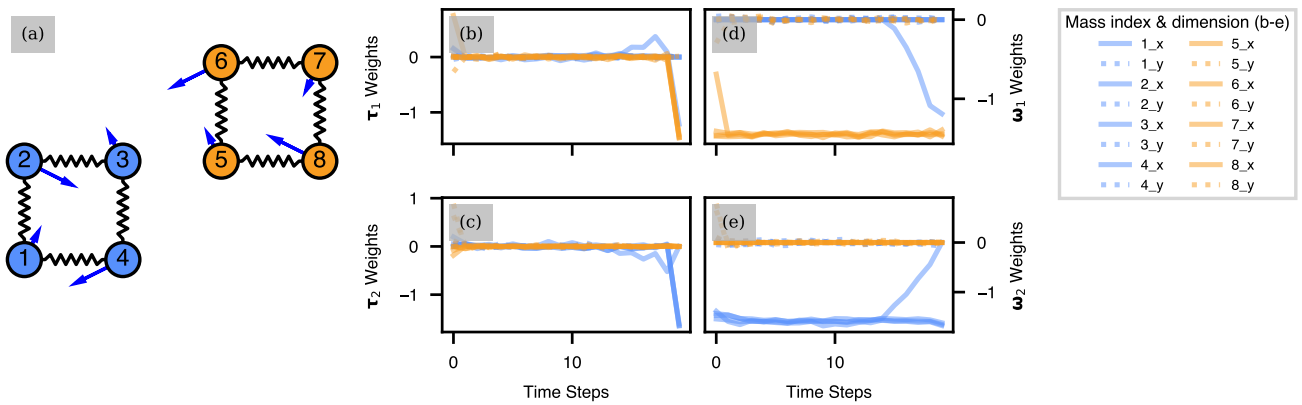 (a)
6
7
5
8
2
3
1
4
(b)
0
−1
τ₁ Weights
(d)
0
−1
𝟛₁ Weights
(c)
1
0
−1
τ₂ Weights
0
10
Time Steps
(e)
0
−1
𝟛₂ Weights
0
10
Time Steps
Mass index & dimension (b-e)
1_x
1_y
2_x
2_y
3_x
3_y
4_x
4_y
5_x
5_y
6_x
6_y
7_x
7_y
8_x
8_y